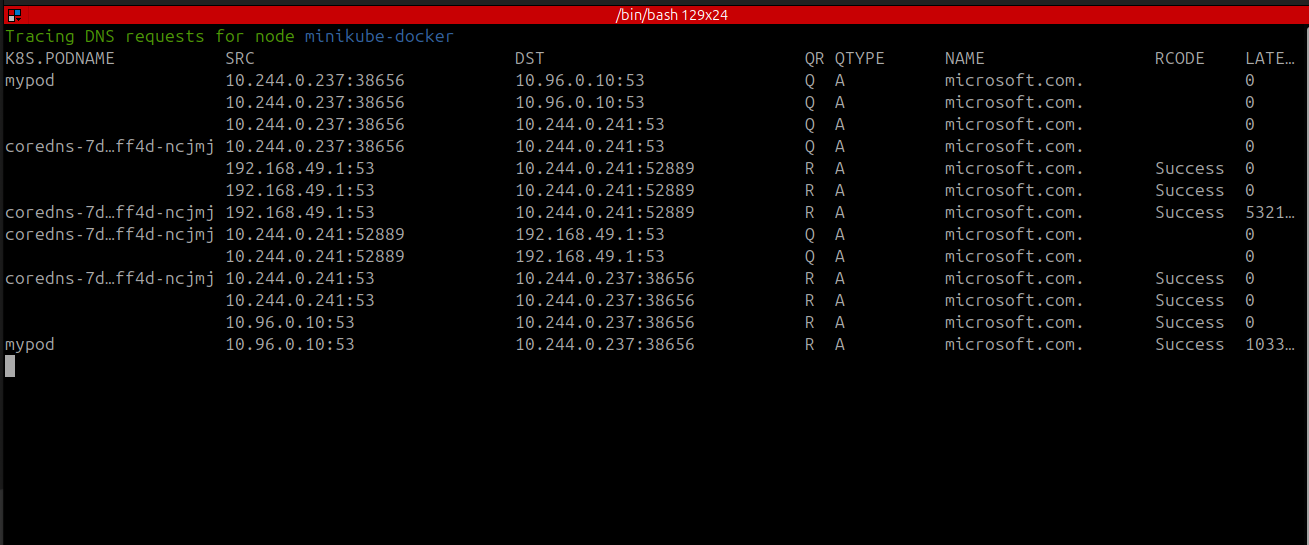 /bin/bash 129x24
Tracing DNS requests for node minikube-docker
K8S.PODNAME SRC DST QR QTYPE NAME RCODE LATE…
mypod 10.244.0.237:38656 10.96.0.10:53 Q A microsoft.com. 0
10.244.0.237:38656 10.96.0.10:53 Q A microsoft.com. 0
10.244.0.237:38656 10.244.0.241:53 Q A microsoft.com. 0
coredns-7d…ff4d-ncjmj 10.244.0.237:38656 10.244.0.241:53 Q A microsoft.com. 0
192.168.49.1:53 10.244.0.241:52889 R A microsoft.com. Success 0
192.168.49.1:53 10.244.0.241:52889 R A microsoft.com. Success 0
coredns-7d…ff4d-ncjmj 192.168.49.1:53 10.244.0.241:52889 R A microsoft.com. Success 5321…
coredns-7d…ff4d-ncjmj 10.244.0.241:52889 192.168.49.1:53 Q A microsoft.com. 0
10.244.0.241:52889 192.168.49.1:53 Q A microsoft.com. 0
coredns-7d…ff4d-ncjmj 10.244.0.241:53 10.244.0.237:38656 R A microsoft.com. Success 0
10.244.0.241:53 10.244.0.237:38656 R A microsoft.com. Success 0
10.96.0.10:53 10.244.0.237:38656 R A microsoft.com. Success 0
mypod 10.96.0.10:53 10.244.0.237:38656 R A microsoft.com. Success 1033…